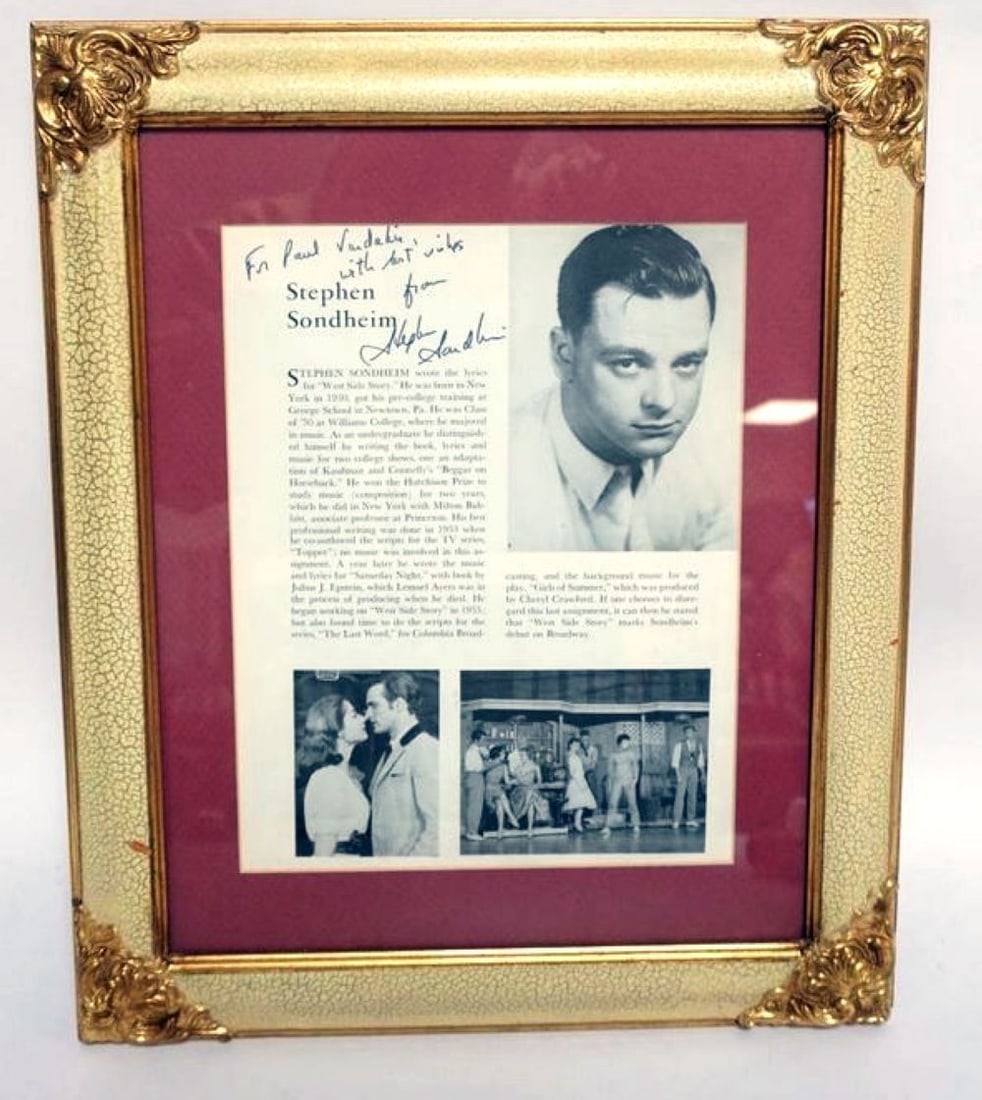 For Paul
with best wishes
from
Stephen
Sondheim
Stephen Sondheim
STEPHEN SONDHEIM wrote the lyrics
for "West Side Story." He was born in New
York in 1930, got his pre-college training at
George School in Newtown, Pa. He was Class
of '50 at Williams College, where he majored
in music. As an undergraduate he distinguish-
ed himself by writing the book, lyrics and
music for two college shows, one an adapta-
tion of Kaufman and Connelly's "Beggar on
Horseback." He won the Hutchison Prize to
study music (composition) for two years,
which he did in New York with Milton Bab-
bitt, associate professor at Princeton. His first
professional writing was done in 1953 when
he co-authored the scripts for the TV series,
"Topper"; no music was involved in this as-
signment. A year later he wrote the music
and lyrics for "Saturday Night," with book by
Julius J. Epstein, which Lemuel Ayers was in
the process of producing when he died. He
began working on "West Side Story" in 1955;
but also found time to do the scripts for the
series, "The Last Word," for Columbia Broad-
casting, and the background music for the
play, "Girls of Summer," which was produced
by Cheryl Crawford. If one chooses to disre-
gard this last assignment, it can then be stated
that "West Side Story" marks Sondheim's
debut on Broadway.